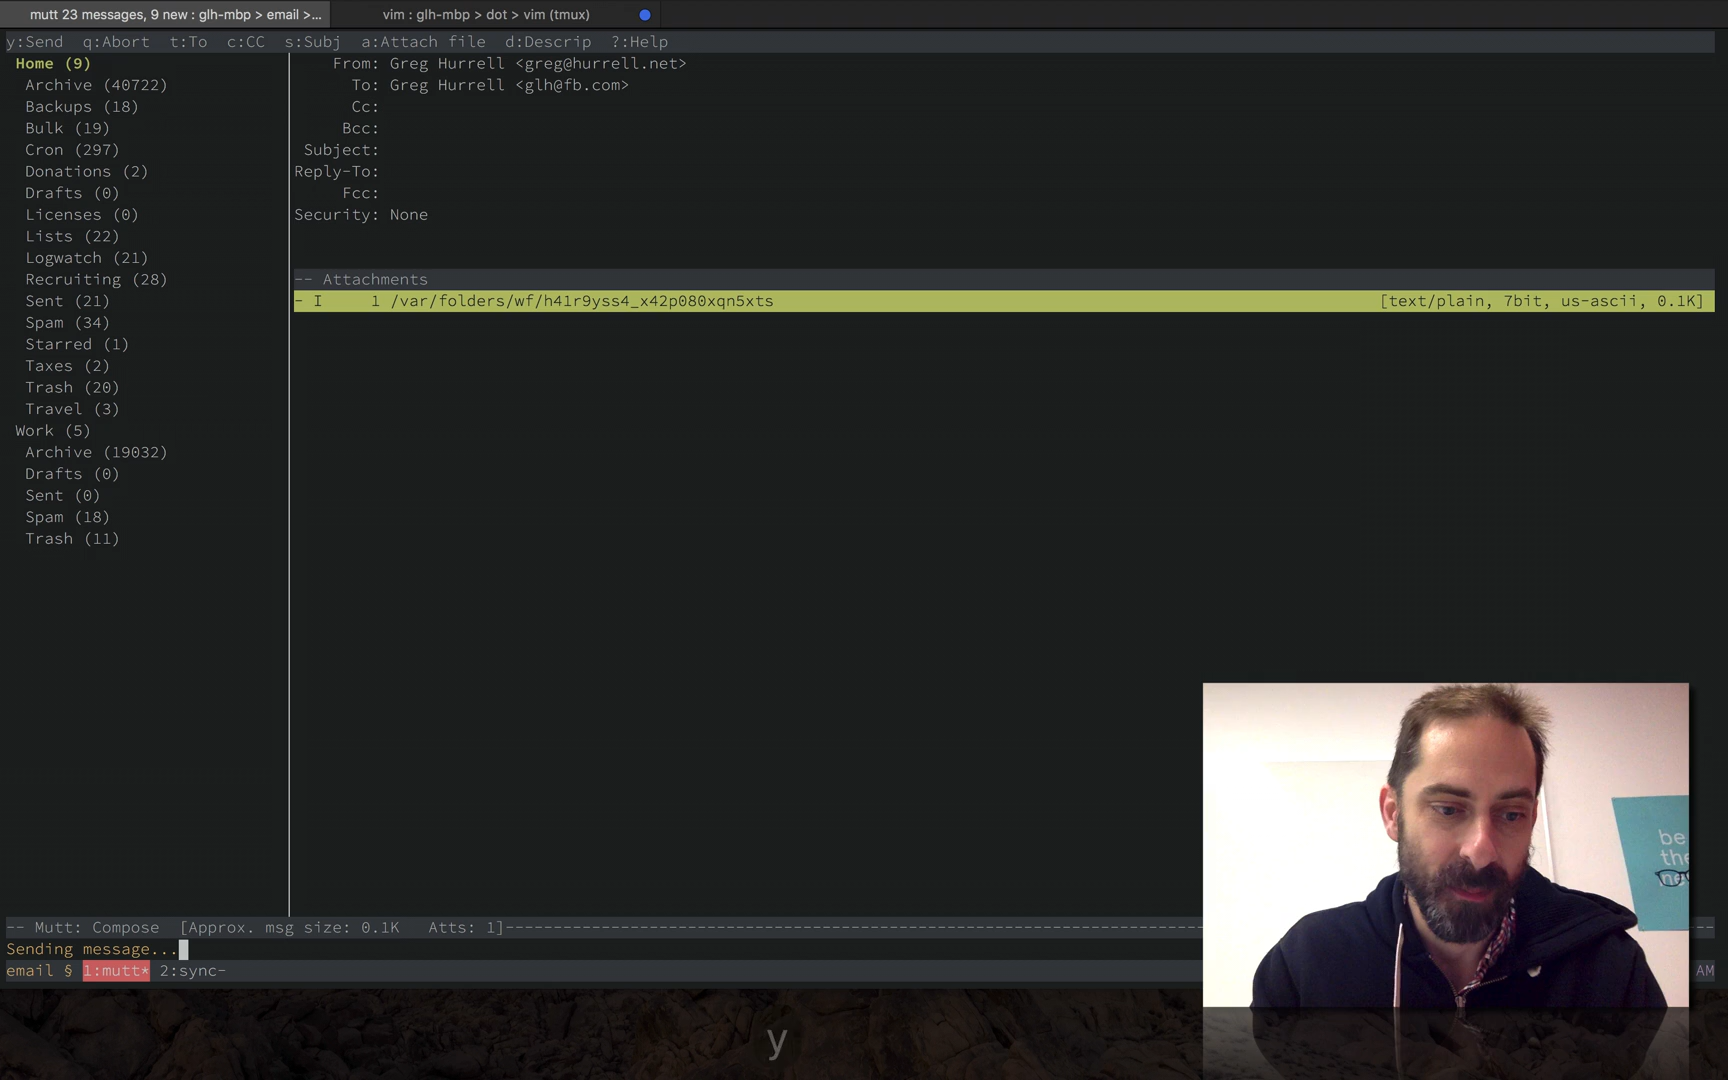 mutt 23 messages, 9 new : glh-mbp > email >...
vim : glh-mbp > dot > vim (tmux)
y:Send  q:Abort  t:To  c:CC  s:Subj  a:Attach file  d:Descrip  ?:Help
Home (9)
Archive (40722)
Backups (18)
Bulk (19)
Cron (297)
Donations (2)
Drafts (0)
Licenses (0)
Lists (22)
Logwatch (21)
Recruiting (28)
Sent (21)
Spam (34)
Starred (1)
Taxes (2)
Trash (20)
Travel (3)
Work (5)
Archive (19032)
Drafts (0)
Sent (0)
Spam (18)
Trash (11)
From: Greg Hurrell <greg@hurrell.net>
To: Greg Hurrell <glh@fb.com>
Cc:
Bcc:
Subject:
Reply-To:
Fcc:
Security: None
-- Attachments
- I     1 /var/folders/wf/h41r9yss4_x42p080xqn5xts [text/plain, 7bit, us-ascii, 0.1K]
be
the
-- Mutt: Compose  [Approx. msg size: 0.1K   Atts: 1]
Sending message...
email § 1:mutt* 2:sync-
AM
y